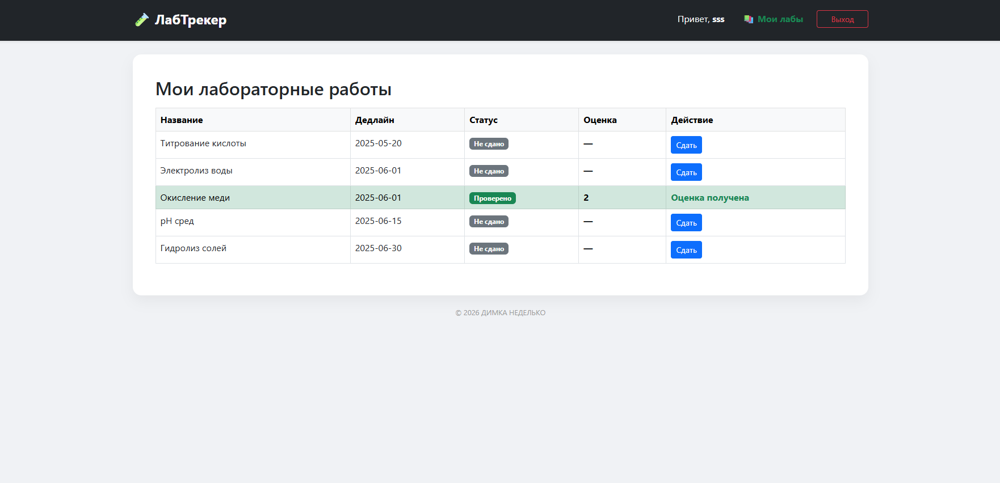 ЛабТрекер
Привет, sss Мои лабы Выход
Мои лабораторные работы
Название Дедлайн Статус Оценка Действие
Титрование кислоты 2025-05-20 Не сдано — Сдать
Электролиз воды 2025-06-01 Не сдано — Сдать
Окисление меди 2025-06-01 Проверено 2 Оценка получена
pH сред 2025-06-15 Не сдано — Сдать
Гидролиз солей 2025-06-30 Не сдано — Сдать
© 2026 ДИМКА НЕДЕЛЬКО